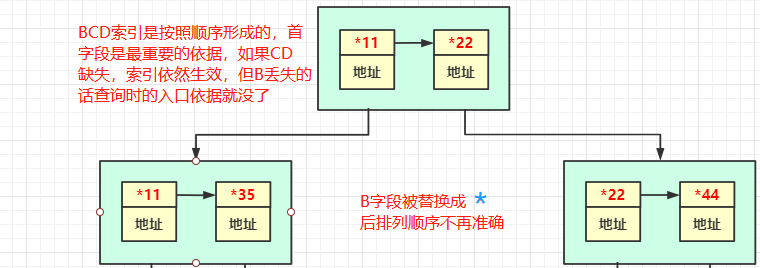 BCD索引是按照顺序形成的，首
字段是最重要的依据，如果CD
缺失，索引依然生效，但B丢失的
话查询时的入口依据就没了
*11
*22
地址
地址
*11
*35
地址
地址
B字段被替换成 *
后排列顺序不再准确
*22
*44
地址
地址